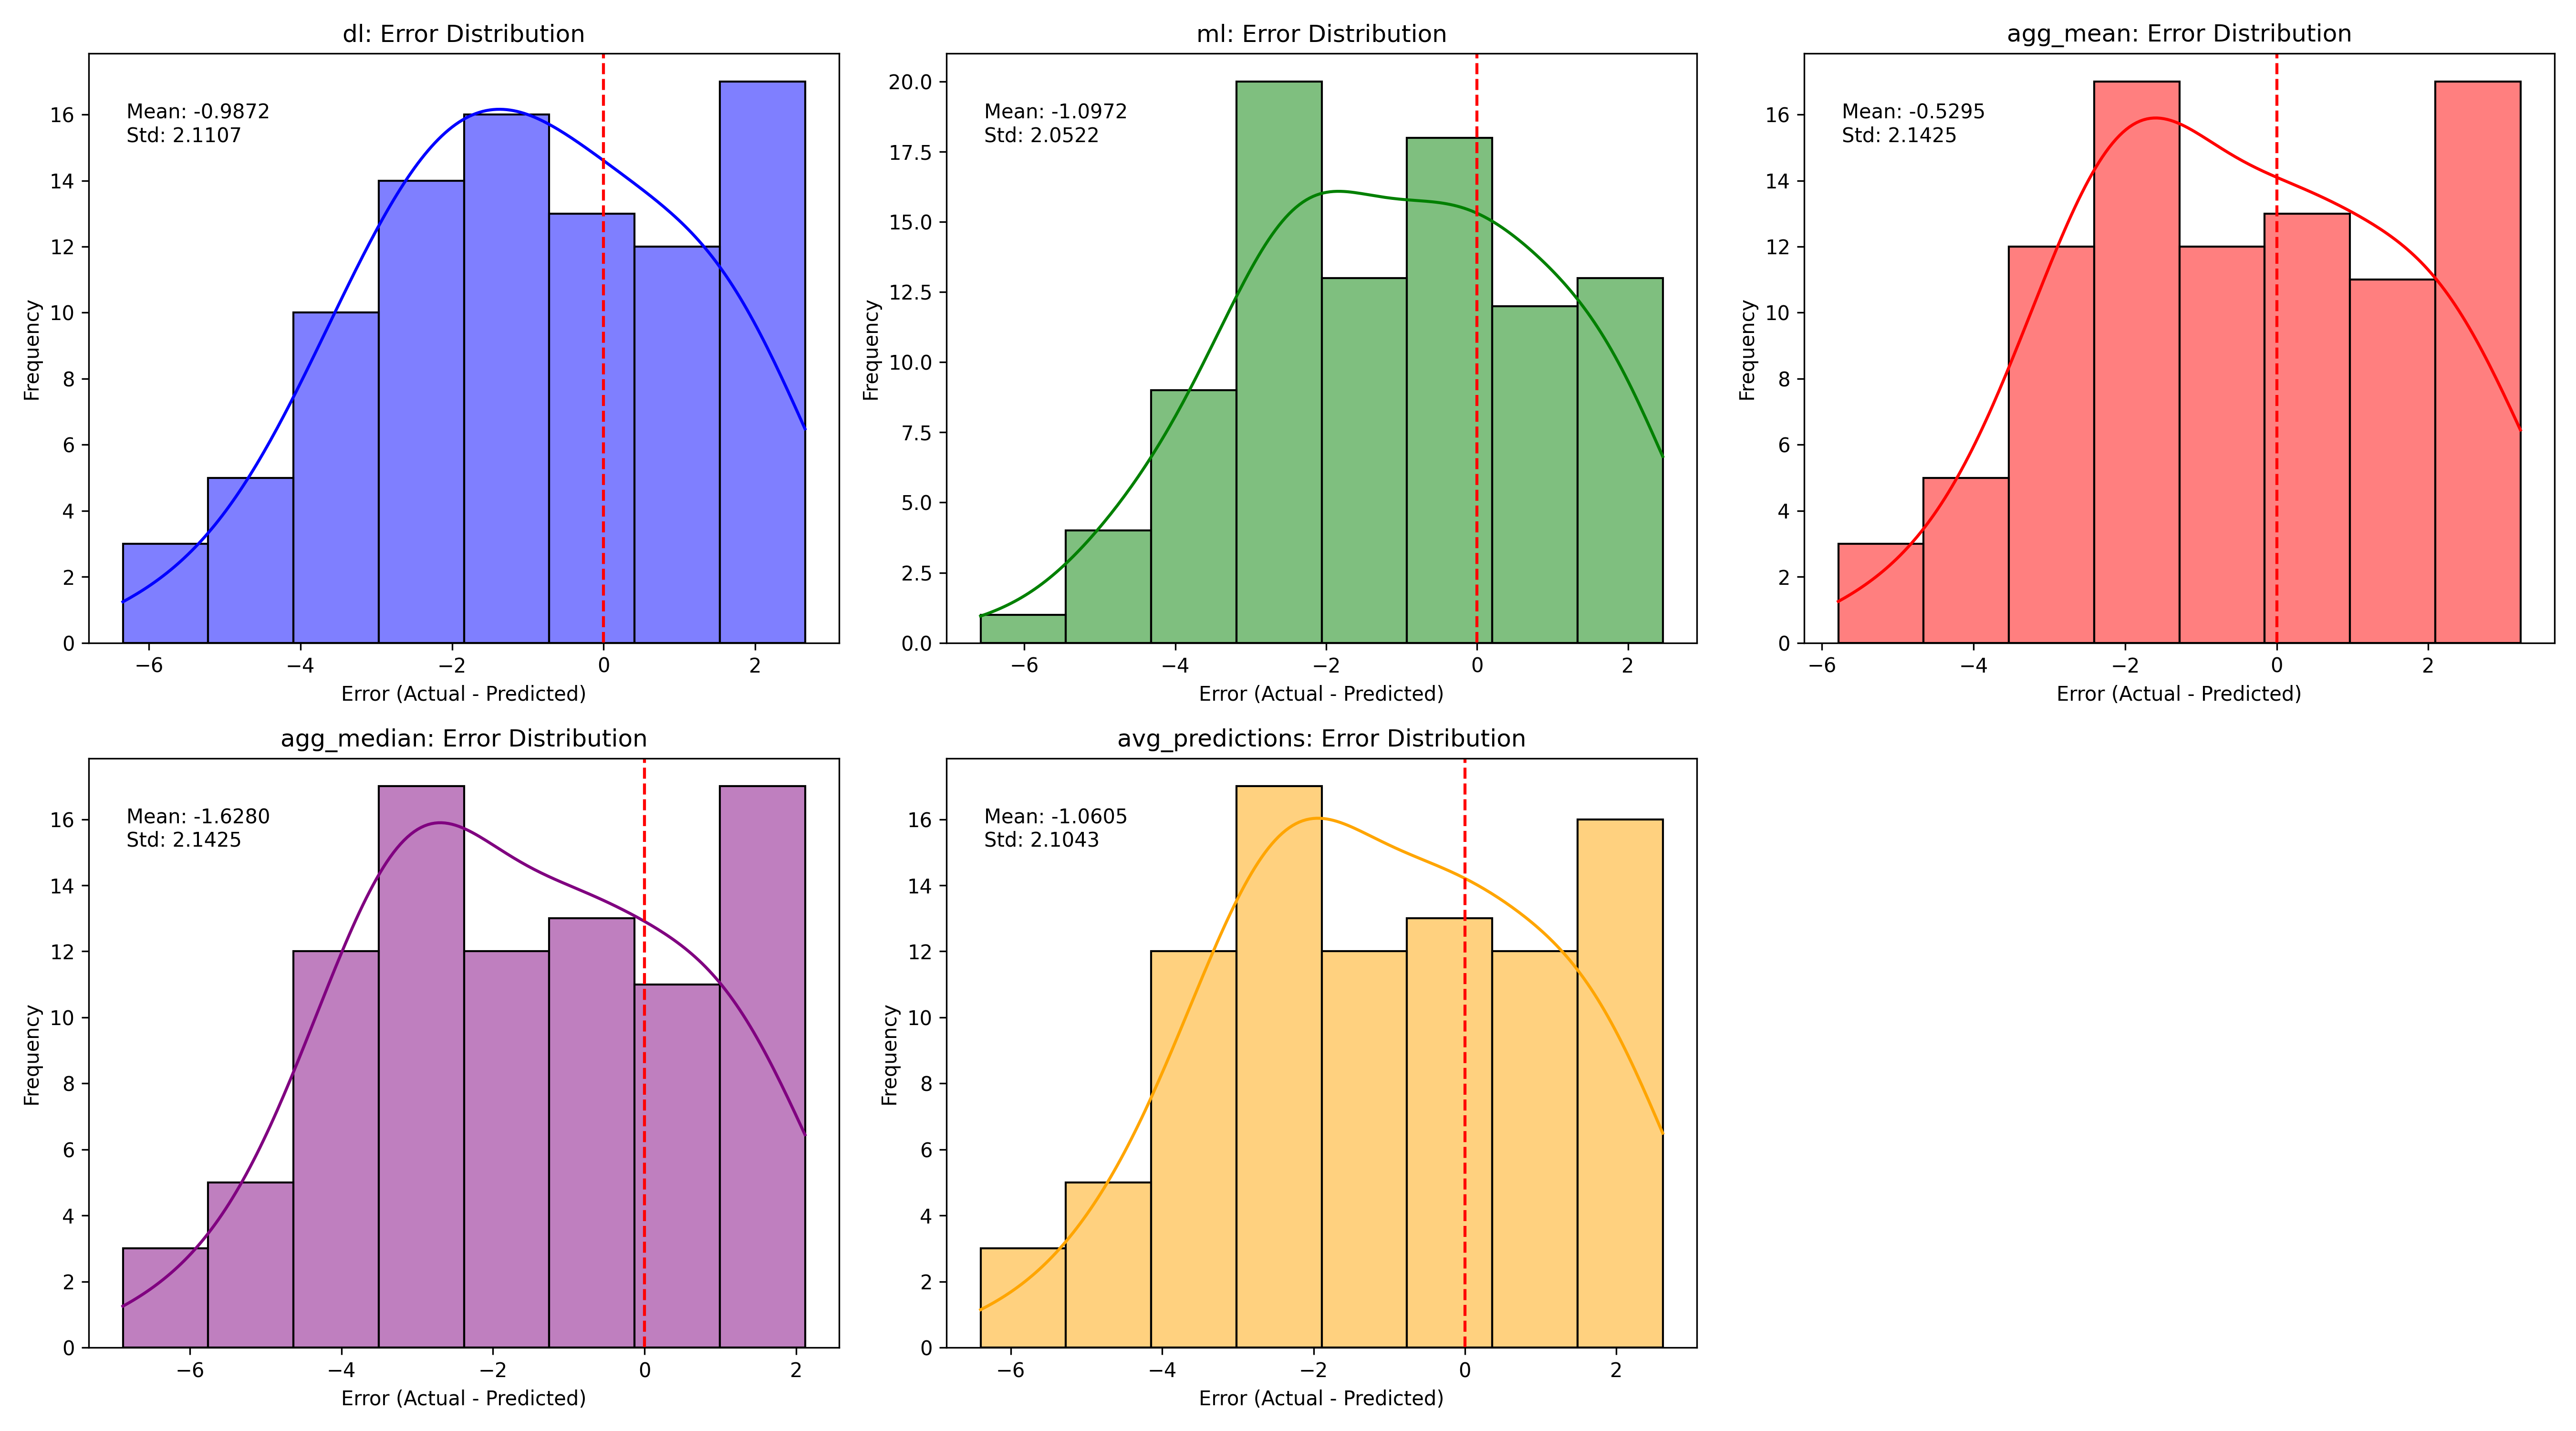 dl: Error Distribution
Mean: -0.9872
Std: 2.1107
Frequency
16
14
12
10
8
6
4
2
0
−6 −4 −2 0 2
Error (Actual - Predicted)
ml: Error Distribution
Mean: -1.0972
Std: 2.0522
Frequency
20.0
17.5
15.0
12.5
10.0
7.5
5.0
2.5
0.0
−6 −4 −2 0 2
Error (Actual - Predicted)
agg_mean: Error Distribution
Mean: -0.5295
Std: 2.1425
Frequency
16
14
12
10
8
6
4
2
0
−6 −4 −2 0 2
Error (Actual - Predicted)
agg_median: Error Distribution
Mean: -1.6280
Std: 2.1425
Frequency
16
14
12
10
8
6
4
2
0
−6 −4 −2 0 2
Error (Actual - Predicted)
avg_predictions: Error Distribution
Mean: -1.0605
Std: 2.1043
Frequency
16
14
12
10
8
6
4
2
0
−6 −4 −2 0 2
Error (Actual - Predicted)